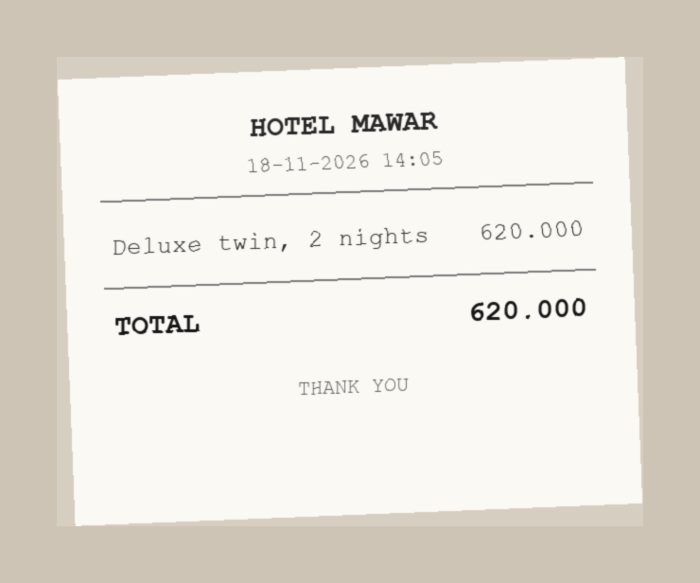 HOTEL MAWAR
18-11-2026 14:05
Deluxe twin, 2 nights 620.000
TOTAL 620.000
THANK YOU